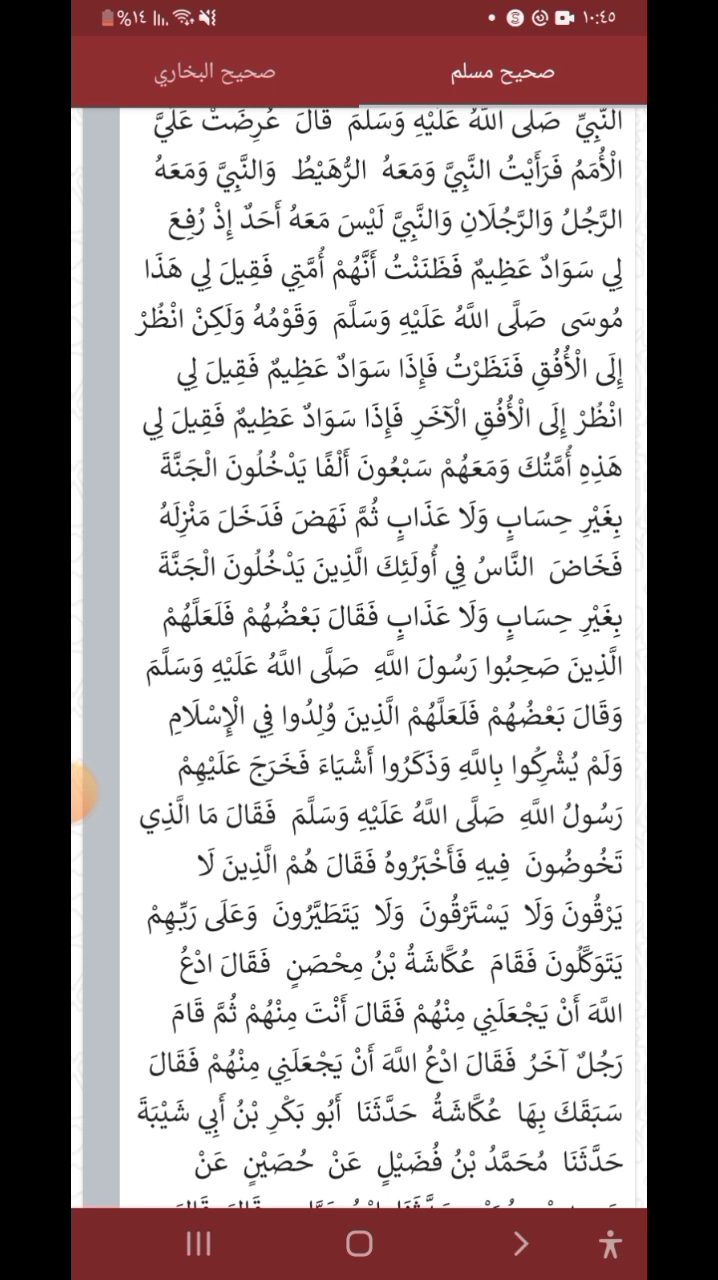 %١٤
١٠:٤٥
صحيح مسلم
صحيح البخاري
النَّبِيِّ صَلَّى اللَّهُ عَلَيْهِ وَسَلَّمَ قَالَ عُرِضَتْ عَلَيَّ
الْأُمَمُ فَرَأَيْتُ النَّبِيَّ وَمَعَهُ الرُّهَيْطُ وَالنَّبِيَّ وَمَعَهُ
الرَّجُلُ وَالرَّجُلَانِ وَالنَّبِيَّ لَيْسَ مَعَهُ أَحَدٌ إِذْ رُفِعَ
لِي سَوَادٌ عَظِيمٌ فَظَنَنْتُ أَنَّهُمْ أُمَّتِي فَقِيلَ لِي هَذَا
مُوسَى صَلَّى اللَّهُ عَلَيْهِ وَسَلَّمَ وَقَوْمُهُ وَلَكِنْ انْظُرْ
إِلَى الْأُفُقِ فَنَظَرْتُ فَإِذَا سَوَادٌ عَظِيمٌ فَقِيلَ لِي
انْظُرْ إِلَى الْأُفُقِ الْآخَرِ فَإِذَا سَوَادٌ عَظِيمٌ فَقِيلَ لِي
هَذِهِ أُمَّتُكَ وَمَعَهُمْ سَبْعُونَ أَلْفًا يَدْخُلُونَ الْجَنَّةَ
بِغَيْرِ حِسَابٍ وَلَا عَذَابٍ ثُمَّ نَهَضَ فَدَخَلَ مَنْزِلَهُ
فَخَاضَ النَّاسُ فِي أُولَئِكَ الَّذِينَ يَدْخُلُونَ الْجَنَّةَ
بِغَيْرِ حِسَابٍ وَلَا عَذَابٍ فَقَالَ بَعْضُهُمْ فَلَعَلَّهُمْ
الَّذِينَ صَحِبُوا رَسُولَ اللَّهِ صَلَّى اللَّهُ عَلَيْهِ وَسَلَّمَ
وَقَالَ بَعْضُهُمْ فَلَعَلَّهُمْ الَّذِينَ وُلِدُوا فِي الْإِسْلَامِ
وَلَمْ يُشْرِكُوا بِاللَّهِ وَذَكَرُوا أَشْيَاءَ فَخَرَجَ عَلَيْهِمْ
رَسُولُ اللَّهِ صَلَّى اللَّهُ عَلَيْهِ وَسَلَّمَ فَقَالَ مَا الَّذِي
تَخُوضُونَ فِيهِ فَأَخْبَرُوهُ فَقَالَ هُمْ الَّذِينَ لَا
يَرْقُونَ وَلَا يَسْتَرْقُونَ وَلَا يَتَطَيَّرُونَ وَعَلَى رَبِّهِمْ
يَتَوَكَّلُونَ فَقَامَ عُكَّاشَةُ بْنُ مِحْصَنٍ فَقَالَ ادْعُ
اللَّهَ أَنْ يَجْعَلَنِي مِنْهُمْ فَقَالَ أَنْتَ مِنْهُمْ ثُمَّ قَامَ
رَجُلٌ آخَرُ فَقَالَ ادْعُ اللَّهَ أَنْ يَجْعَلَنِي مِنْهُمْ فَقَالَ
سَبَقَكَ بِهَا عُكَّاشَةُ حَدَّثَنَا أَبُو بَكْرِ بْنُ أَبِي شَيْبَةَ
حَدَّثَنَا مُحَمَّدُ بْنُ فُضَيْلٍ عَنْ حُصَيْنٍ عَنْ